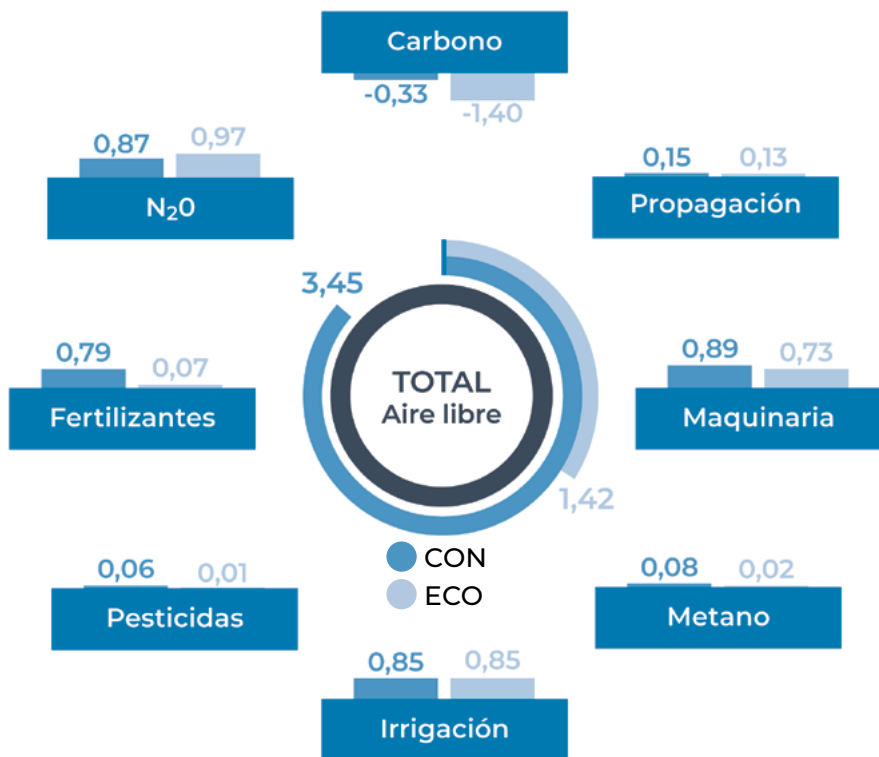 Carbono
-0,33
-1,40
0,87
0,97
N₂0
0,15
0,13
Propagación
3,45
TOTAL
Aire libre
1,42
0,79
0,07
Fertilizantes
0,89
0,73
Maquinaria
CON
ECO
0,06
0,01
Pesticidas
0,08
0,02
Metano
0,85
0,85
Irrigación